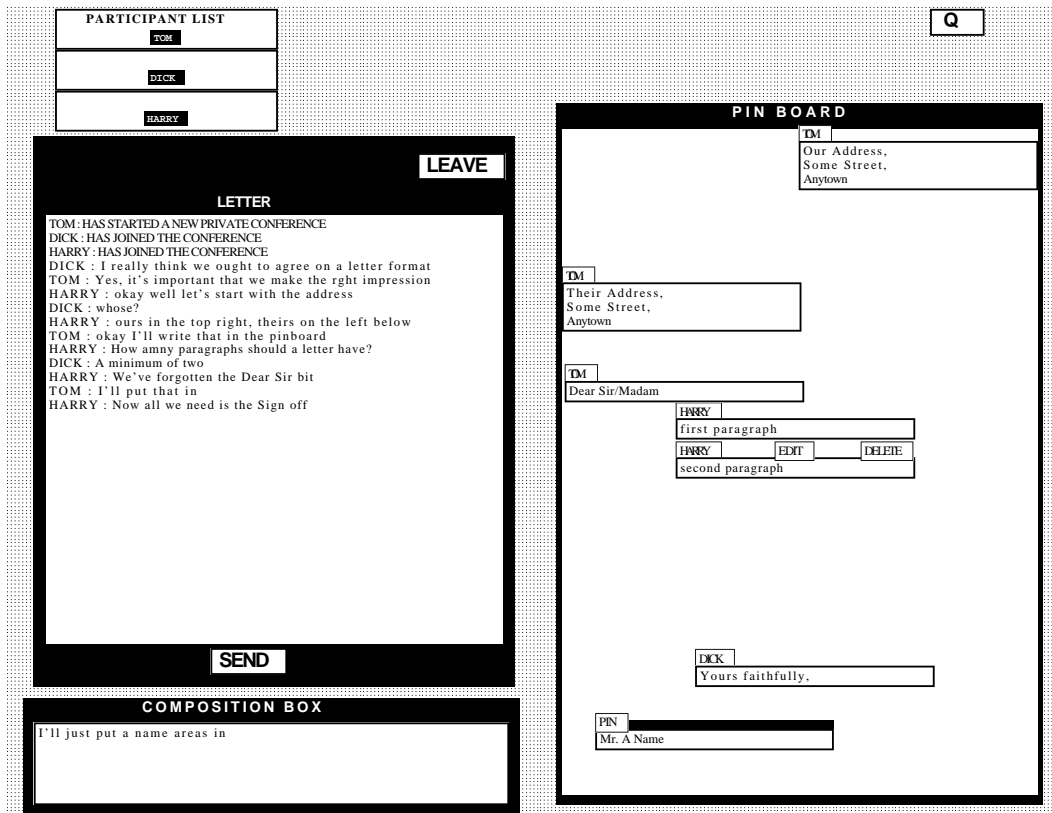 PARTICIPANT LIST
TOM
DICK
HARRY
Q
LEAVE
LETTER
TOM : HAS STARTED A NEW PRIVATE CONFERENCE
DICK : HAS JOINED THE CONFERENCE
HARRY : HAS JOINED THE CONFERENCE
DICK : I really think we ought to agree on a letter format
TOM : Yes, it's important that we make the rght impression
HARRY : okay well let's start with the address
DICK : whose?
HARRY : ours in the top right, theirs on the left below
TOM : okay I'll write that in the pinboard
HARRY : How amny paragraphs should a letter have?
DICK : A minimum of two
HARRY : We've forgotten the Dear Sir bit
TOM : I'll put that in
HARRY : Now all we need is the Sign off
SEND
COMPOSITION BOX
I'll just put a name areas in
PIN BOARD
TOM
Our Address,
Some Street,
Anytown
TOM
Their Address,
Some Street,
Anytown
TOM
Dear Sir/Madam
HARRY
first paragraph
HARRY EDIT DELETE
second paragraph
DICK
Yours faithfully,
PIN
Mr. A Name